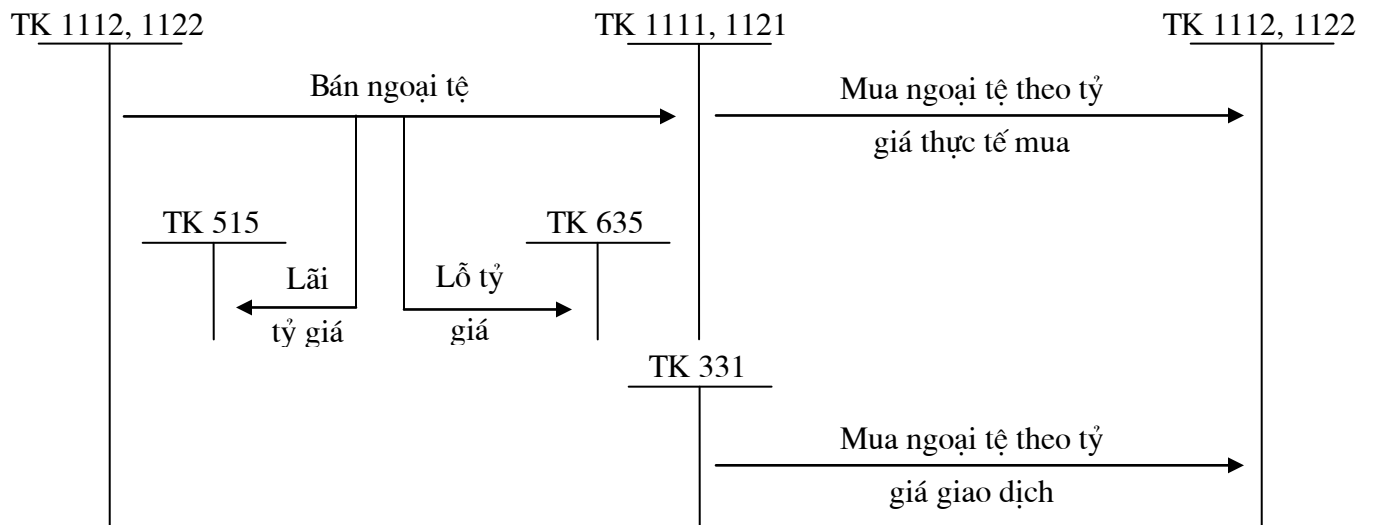 TK 1112, 1122
TK 1111, 1121
TK 1112, 1122
Bán ngoại tệ
Mua ngoại tệ theo tỷ
giá thực tế mua
TK 515
TK 635
Lãi
tỷ giá
Lỗ tỷ
giá
TK 331
Mua ngoại tệ theo tỷ
giá giao dịch